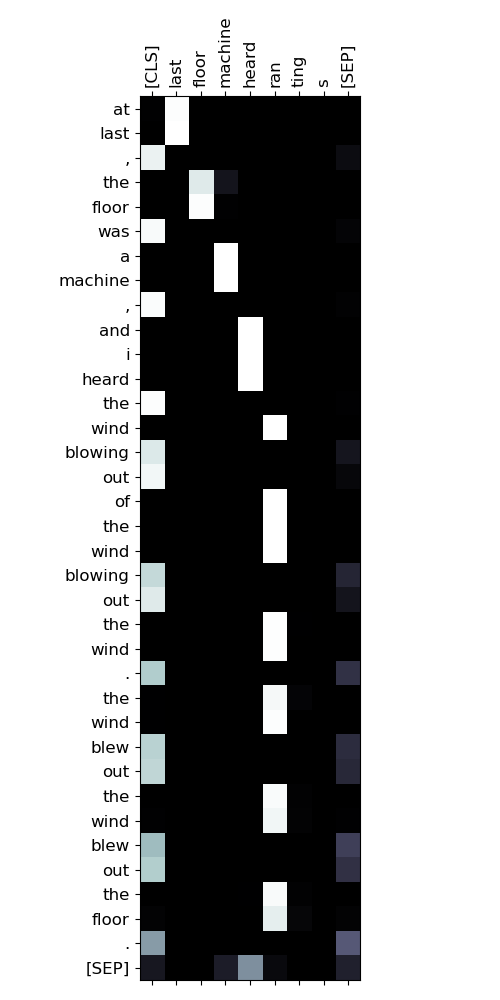 [CLS]
last
floor
machine
heard
ran
ting
s
[SEP]
at
last
,
the
floor
was
a
machine
,
and
i
heard
the
wind
blowing
out
of
the
wind
blowing
out
the
wind
.
the
wind
blew
out
the
wind
blew
out
the
floor
.
[SEP]